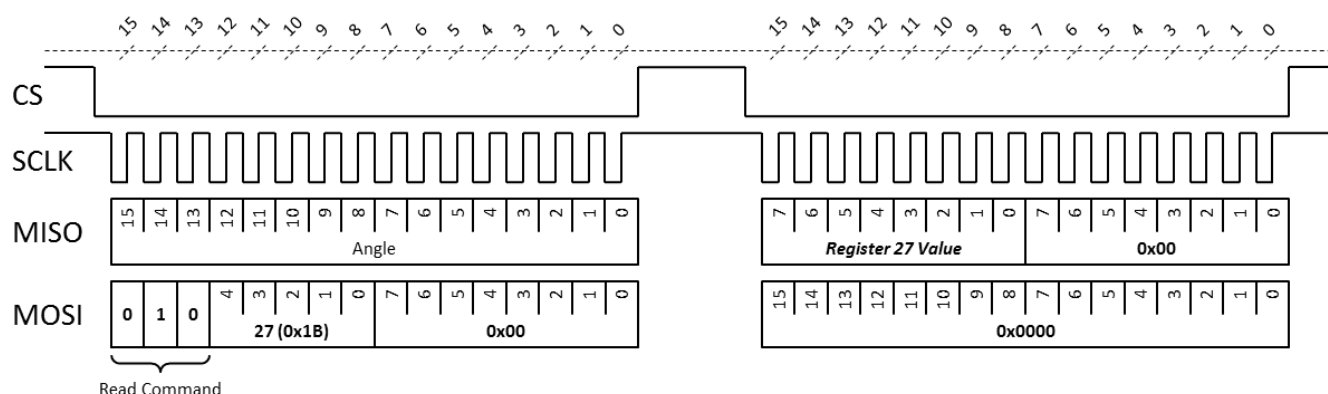 15 14 13 12 11 10 9 8 7 6 5 4 3 2 1 0 15 14 13 12 11 10 9 8 7 6 5 4 3 2 1 0
CS
SCLK
MISO 15 14 13 12 11 10 9 8 7 6 5 4 3 2 1 0 7 6 5 4 3 2 1 0 7 6 5 4 3 2 1 0
Angle Register 27 Value 0x00
MOSI 0 1 0 4 3 2 1 0 7 6 5 4 3 2 1 0 15 14 13 12 11 10 9 8 7 6 5 4 3 2 1 0
27 (0x1B) 0x00 0x0000
Read Command